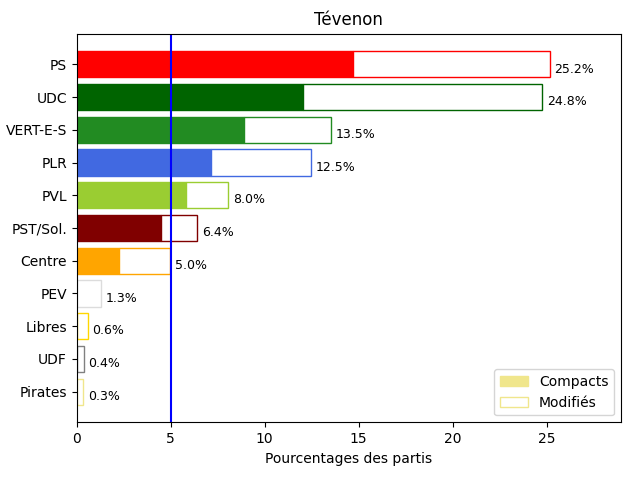 Tévenon
PS 25.2%
UDC 24.8%
VERT-E-S 13.5%
PLR 12.5%
PVL 8.0%
PST/Sol. 6.4%
Centre 5.0%
PEV 1.3%
Libres 0.6%
UDF 0.4%
Pirates 0.3%
Compacts
Modifiés
0 5 10 15 20 25
Pourcentages des partis